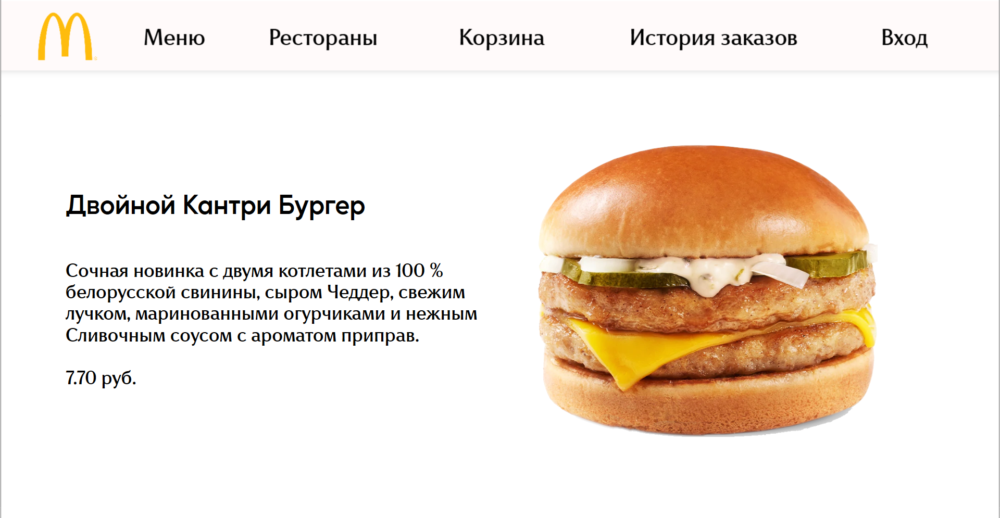 Меню Рестораны Корзина История заказов Вход
Двойной Кантри Бургер
Сочная новинка с двумя котлетами из 100 %
белорусской свинины, сыром Чеддер, свежим
лучком, маринованными огурчиками и нежным
Сливочным соусом с ароматом приправ.
7.70 руб.